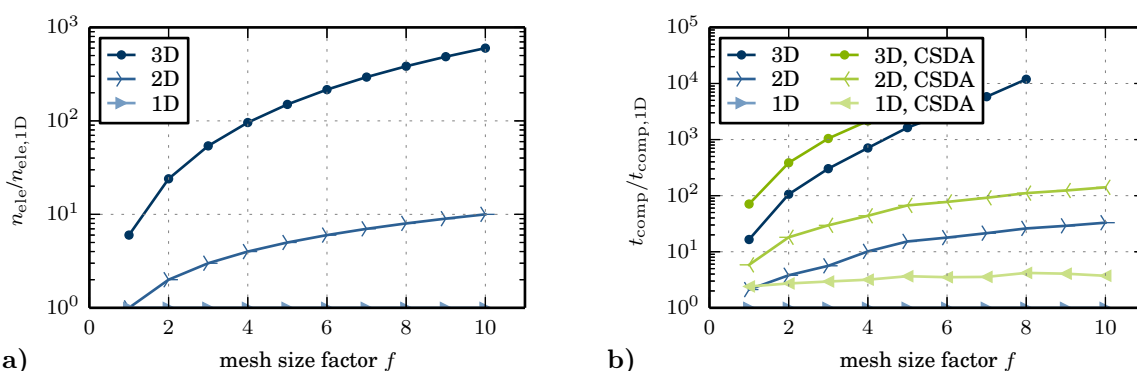 10^3
10^2
10^1
10^0
n_ele/n_ele,1D
3D
2D
1D
0 2 4 6 8 10
mesh size factor f
a)
10^5
10^4
10^3
10^2
10^1
10^0
t_comp/t_comp,1D
3D 3D, CSDA
2D 2D, CSDA
1D 1D, CSDA
0 2 4 6 8 10
mesh size factor f
b)